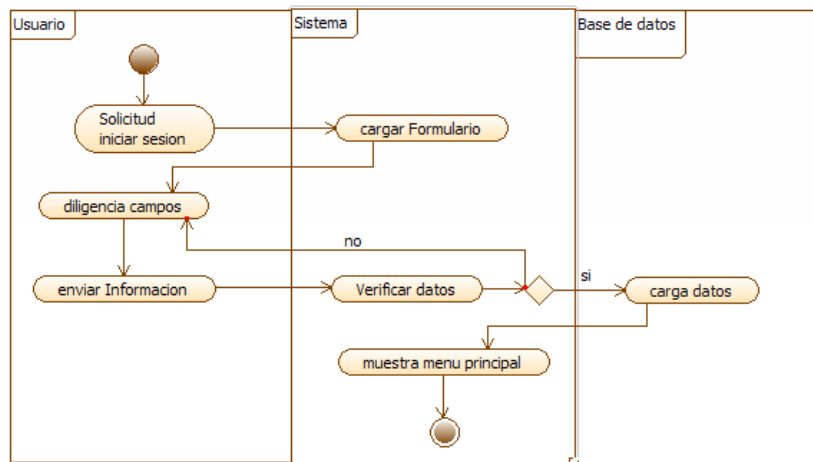 Usuario
Sistema
Base de datos
Solicitud
iniciar sesion
cargar Formulario
diligencia campos
no
si
enviar Informacion
Verificar datos
carga datos
muestra menu principal